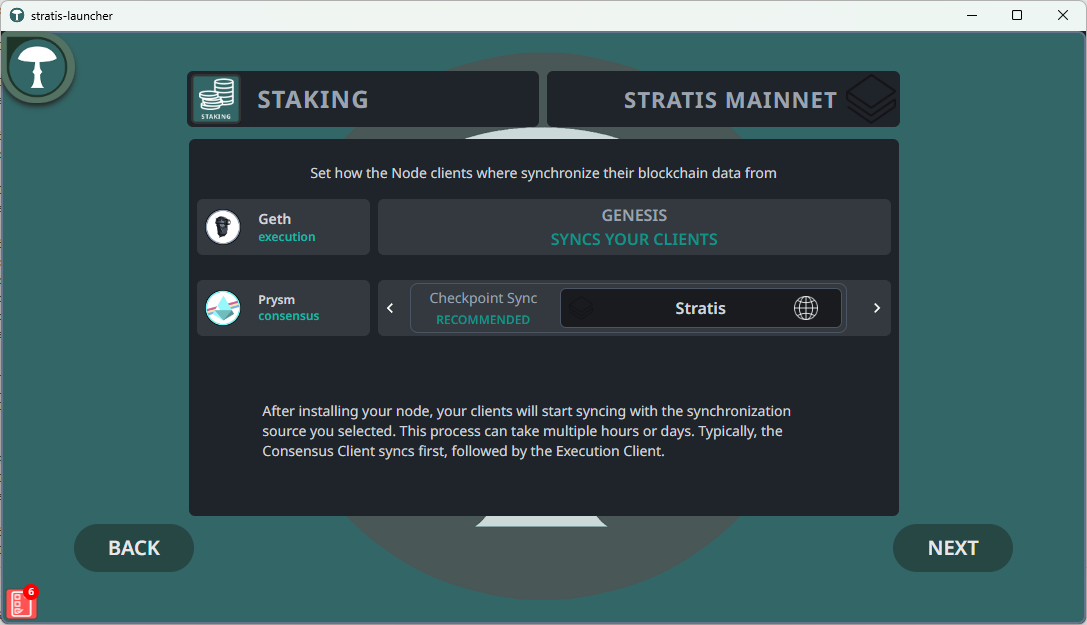 stratis-launcher
STAKING
STAKING
STRATIS MAINNET
Set how the Node clients where synchronize their blockchain data from
Geth
execution
GENESIS
SYNCS YOUR CLIENTS
Prysm
consensus
Checkpoint Sync
RECOMMENDED
Stratis
After installing your node, your clients will start syncing with the synchronization
source you selected. This process can take multiple hours or days. Typically, the
Consensus Client syncs first, followed by the Execution Client.
BACK
NEXT
6